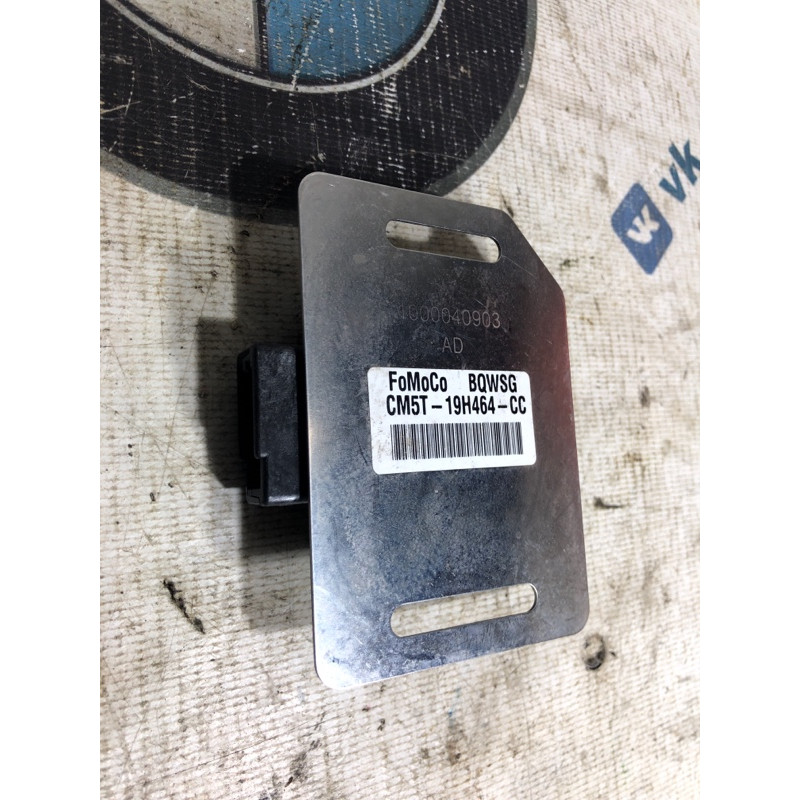 1000040903
AD
FoMoCo BQWSG
CM5T-19H464-CC
vk